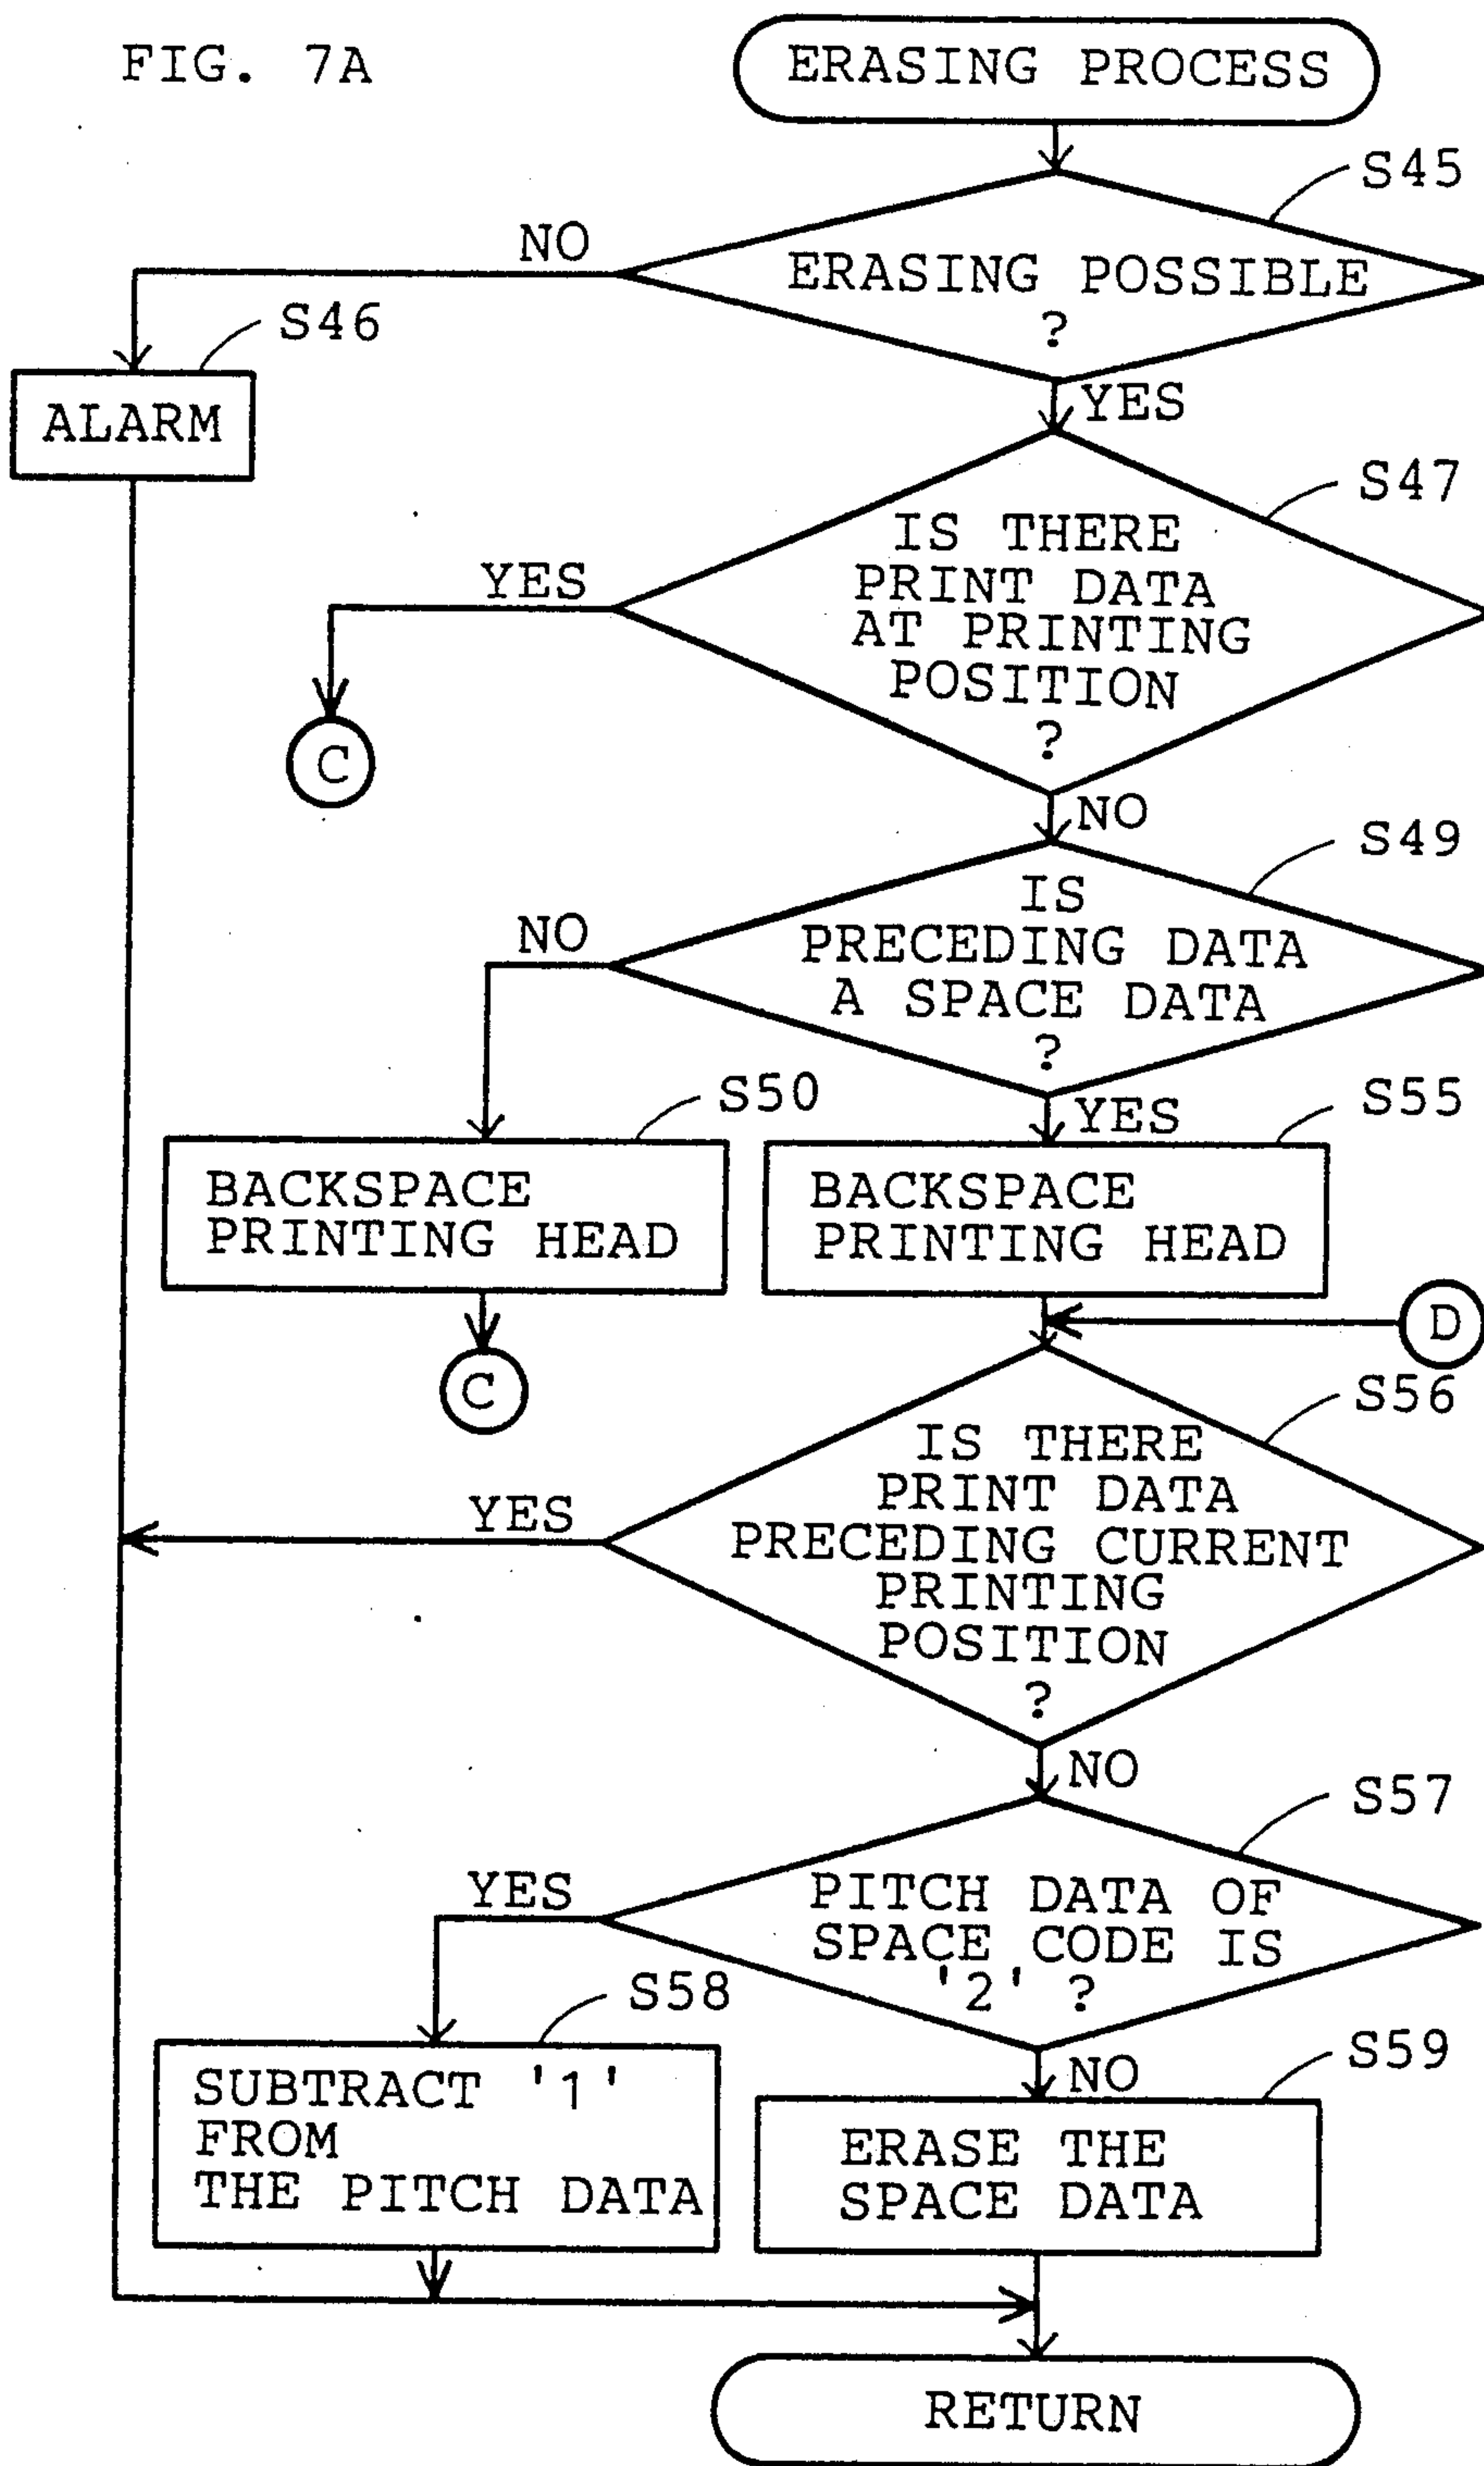 FIG. 7A
ERASING PROCESS
S45
NO
ERASING POSSIBLE
?
S46
ALARM
YES
S47
IS THERE
PRINT DATA
AT PRINTING
POSITION
?
YES
C
NO
S49
IS
PRECEDING DATA
A SPACE DATA
?
NO
S50
YES
S55
BACKSPACE
PRINTING HEAD
BACKSPACE
PRINTING HEAD
D
C
S56
IS THERE
PRINT DATA
PRECEDING CURRENT
PRINTING
POSITION
?
YES
NO
S57
PITCH DATA OF
SPACE CODE IS
'2' ?
YES
S58
NO
S59
SUBTRACT '1'
FROM
THE PITCH DATA
ERASE THE
SPACE DATA
RETURN